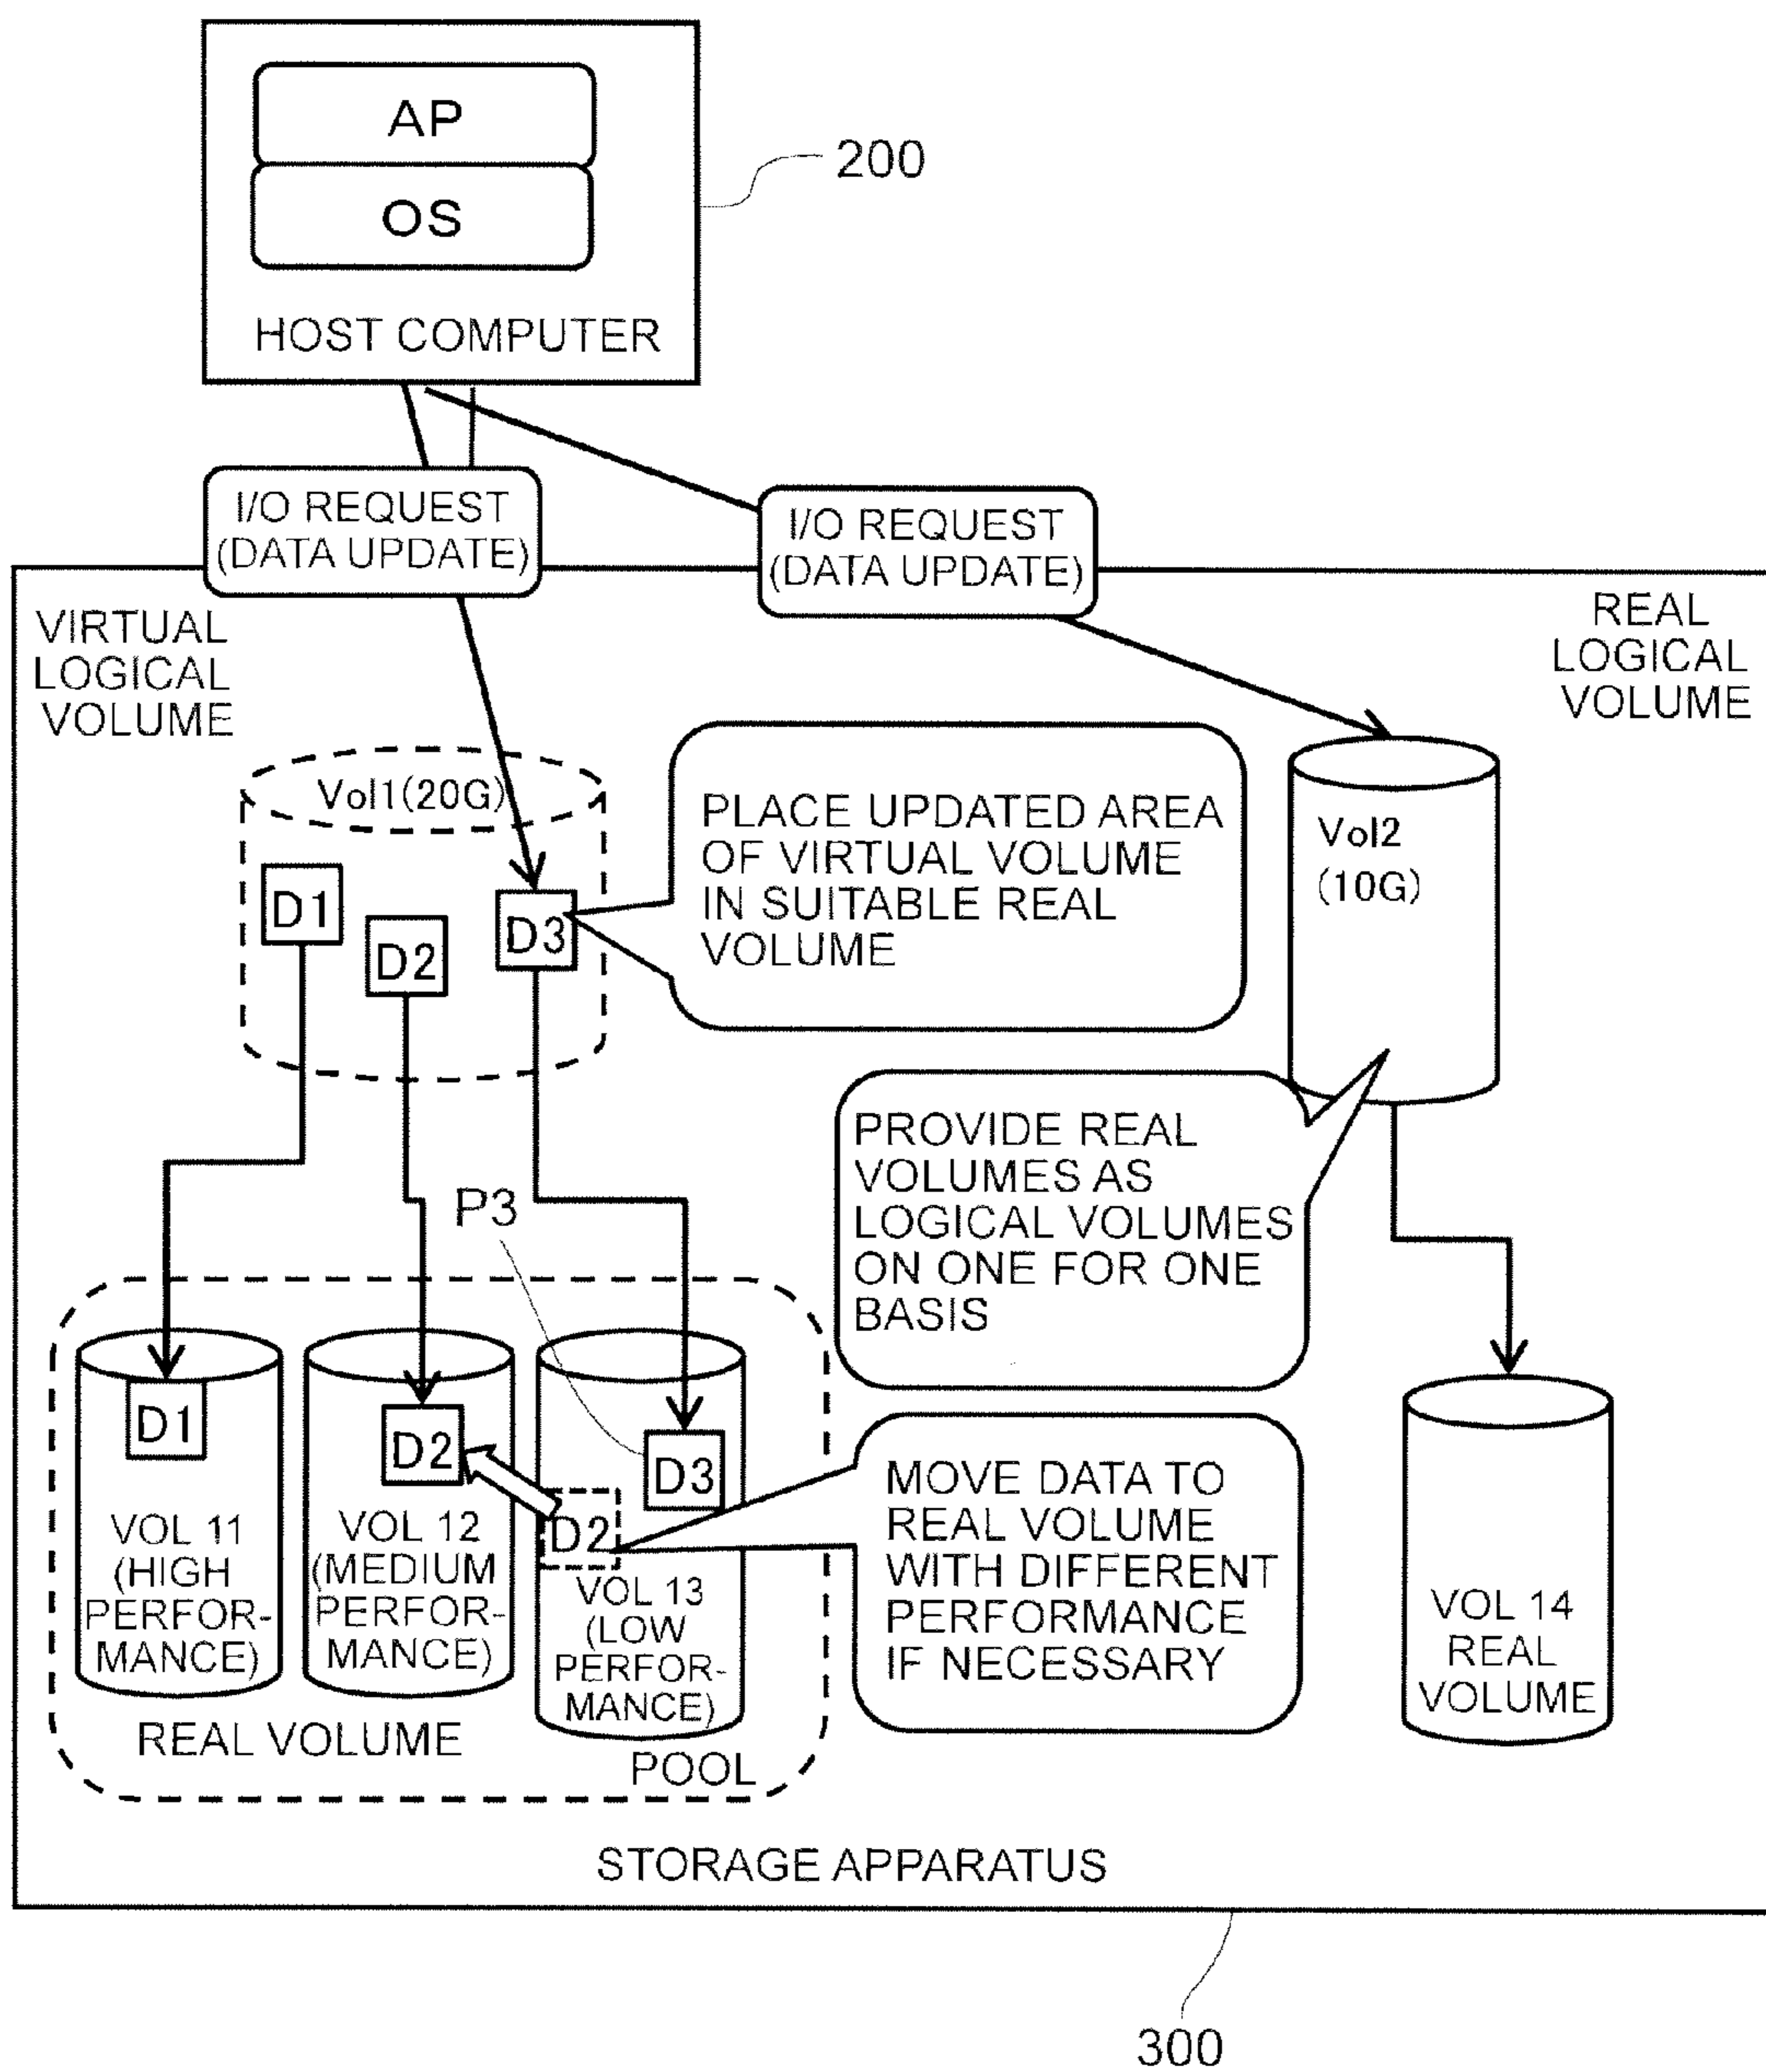 AP
OS
HOST COMPUTER
200
I/O REQUEST
(DATA UPDATE)
I/O REQUEST
(DATA UPDATE)
VIRTUAL
LOGICAL
VOLUME
REAL
LOGICAL
VOLUME
Vol1(20G)
D1
D2
D3
PLACE UPDATED AREA
OF VIRTUAL VOLUME
IN SUITABLE REAL
VOLUME
Vol2
(10G)
PROVIDE REAL
VOLUMES AS
LOGICAL VOLUMES
ON ONE FOR ONE
BASIS
P3
D1
VOL 11
(HIGH
PERFOR-
MANCE)
D2
VOL 12
(MEDIUM
PERFOR-
MANCE)
D3
D2
VOL 13
(LOW
PERFOR-
MANCE)
REAL VOLUME
POOL
MOVE DATA TO
REAL VOLUME
WITH DIFFERENT
PERFORMANCE
IF NECESSARY
VOL 14
REAL
VOLUME
STORAGE APPARATUS
300